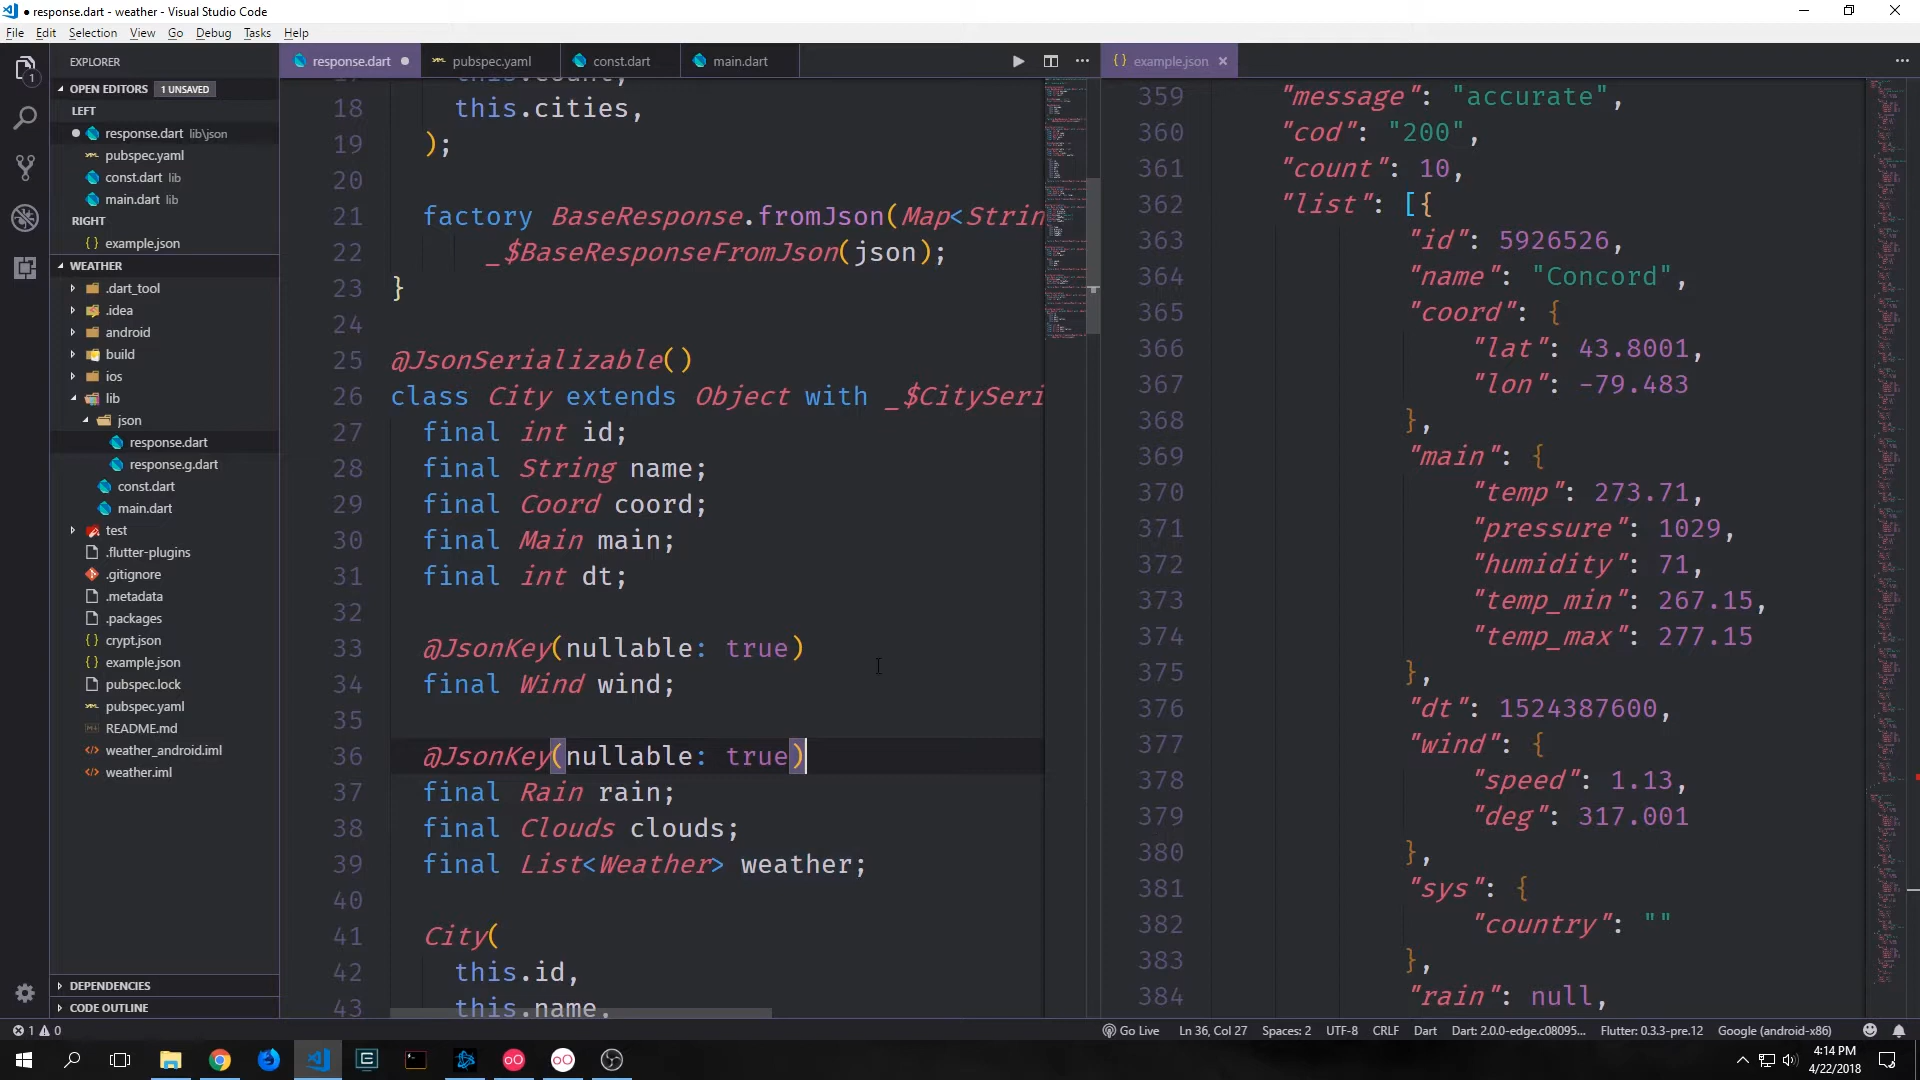 response.dart - weather - Visual Studio Code
File Edit Selection View Go Debug Tasks Help
EXPLORER
OPEN EDITORS 1 UNSAVED
LEFT
response.dart lib\json
pubspec.yaml
const.dart lib
main.dart lib
RIGHT
{ } example.json
WEATHER
.dart_tool
.idea
android
build
ios
lib
json
response.dart
response.g.dart
const.dart
main.dart
test
.flutter-plugins
.gitignore
.metadata
.packages
{ } crypt.json
{ } example.json
pubspec.lock
pubspec.yaml
README.md
weather_android.iml
weather.iml
DEPENDENCIES
CODE OUTLINE
response.dart pubspec.yaml const.dart main.dart
17 this.count,
18 this.cities,
19 );
20
21 factory BaseResponse.fromJson(Map<Strin
22 _$BaseResponseFromJson(json);
23 }
24
25 @JsonSerializable()
26 class City extends Object with _$CitySeri
27 final int id;
28 final String name;
29 final Coord coord;
30 final Main main;
31 final int dt;
32
33 @JsonKey(nullable: true)
34 final Wind wind;
35
36 @JsonKey(nullable: true)
37 final Rain rain;
38 final Clouds clouds;
39 final List<Weather> weather;
40
41 City(
42 this.id,
43 this.name,
{ } example.json
359 "message": "accurate",
360 "cod": "200",
361 "count": 10,
362 "list": [{
363 "id": 5926526,
364 "name": "Concord",
365 "coord": {
366 "lat": 43.8001,
367 "lon": -79.483
368 },
369 "main": {
370 "temp": 273.71,
371 "pressure": 1029,
372 "humidity": 71,
373 "temp_min": 267.15,
374 "temp_max": 277.15
375 },
376 "dt": 1524387600,
377 "wind": {
378 "speed": 1.13,
379 "deg": 317.001
380 },
381 "sys": {
382 "country": ""
383 },
384 "rain": null,
1 0 Go Live Ln 36, Col 27 Spaces: 2 UTF-8 CRLF Dart Dart: 2.0.0-edge.c08095... Flutter: 0.3.3-pre.12 Google (android-x86)
4:14 PM
4/22/2018